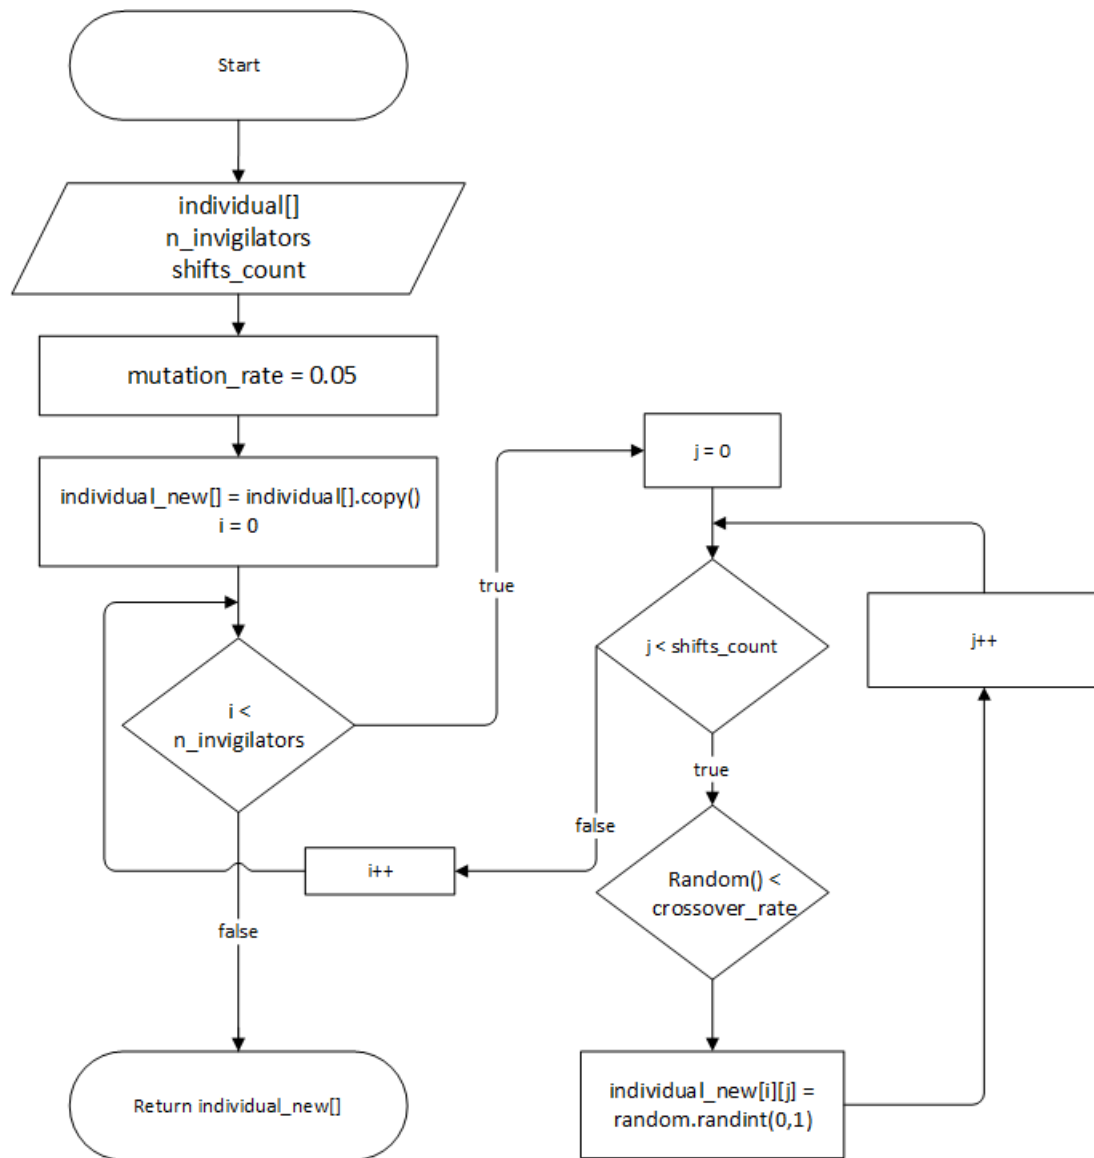 Start
individual[]
n_invigilators
shifts_count
mutation_rate = 0.05
individual_new[] = individual[].copy()
i = 0
i <
n_invigilators
true
false
Return individual_new[]
j = 0
j < shifts_count
true
false
i++
Random() <
crossover_rate
individual_new[i][j] =
random.randint(0,1)
j++